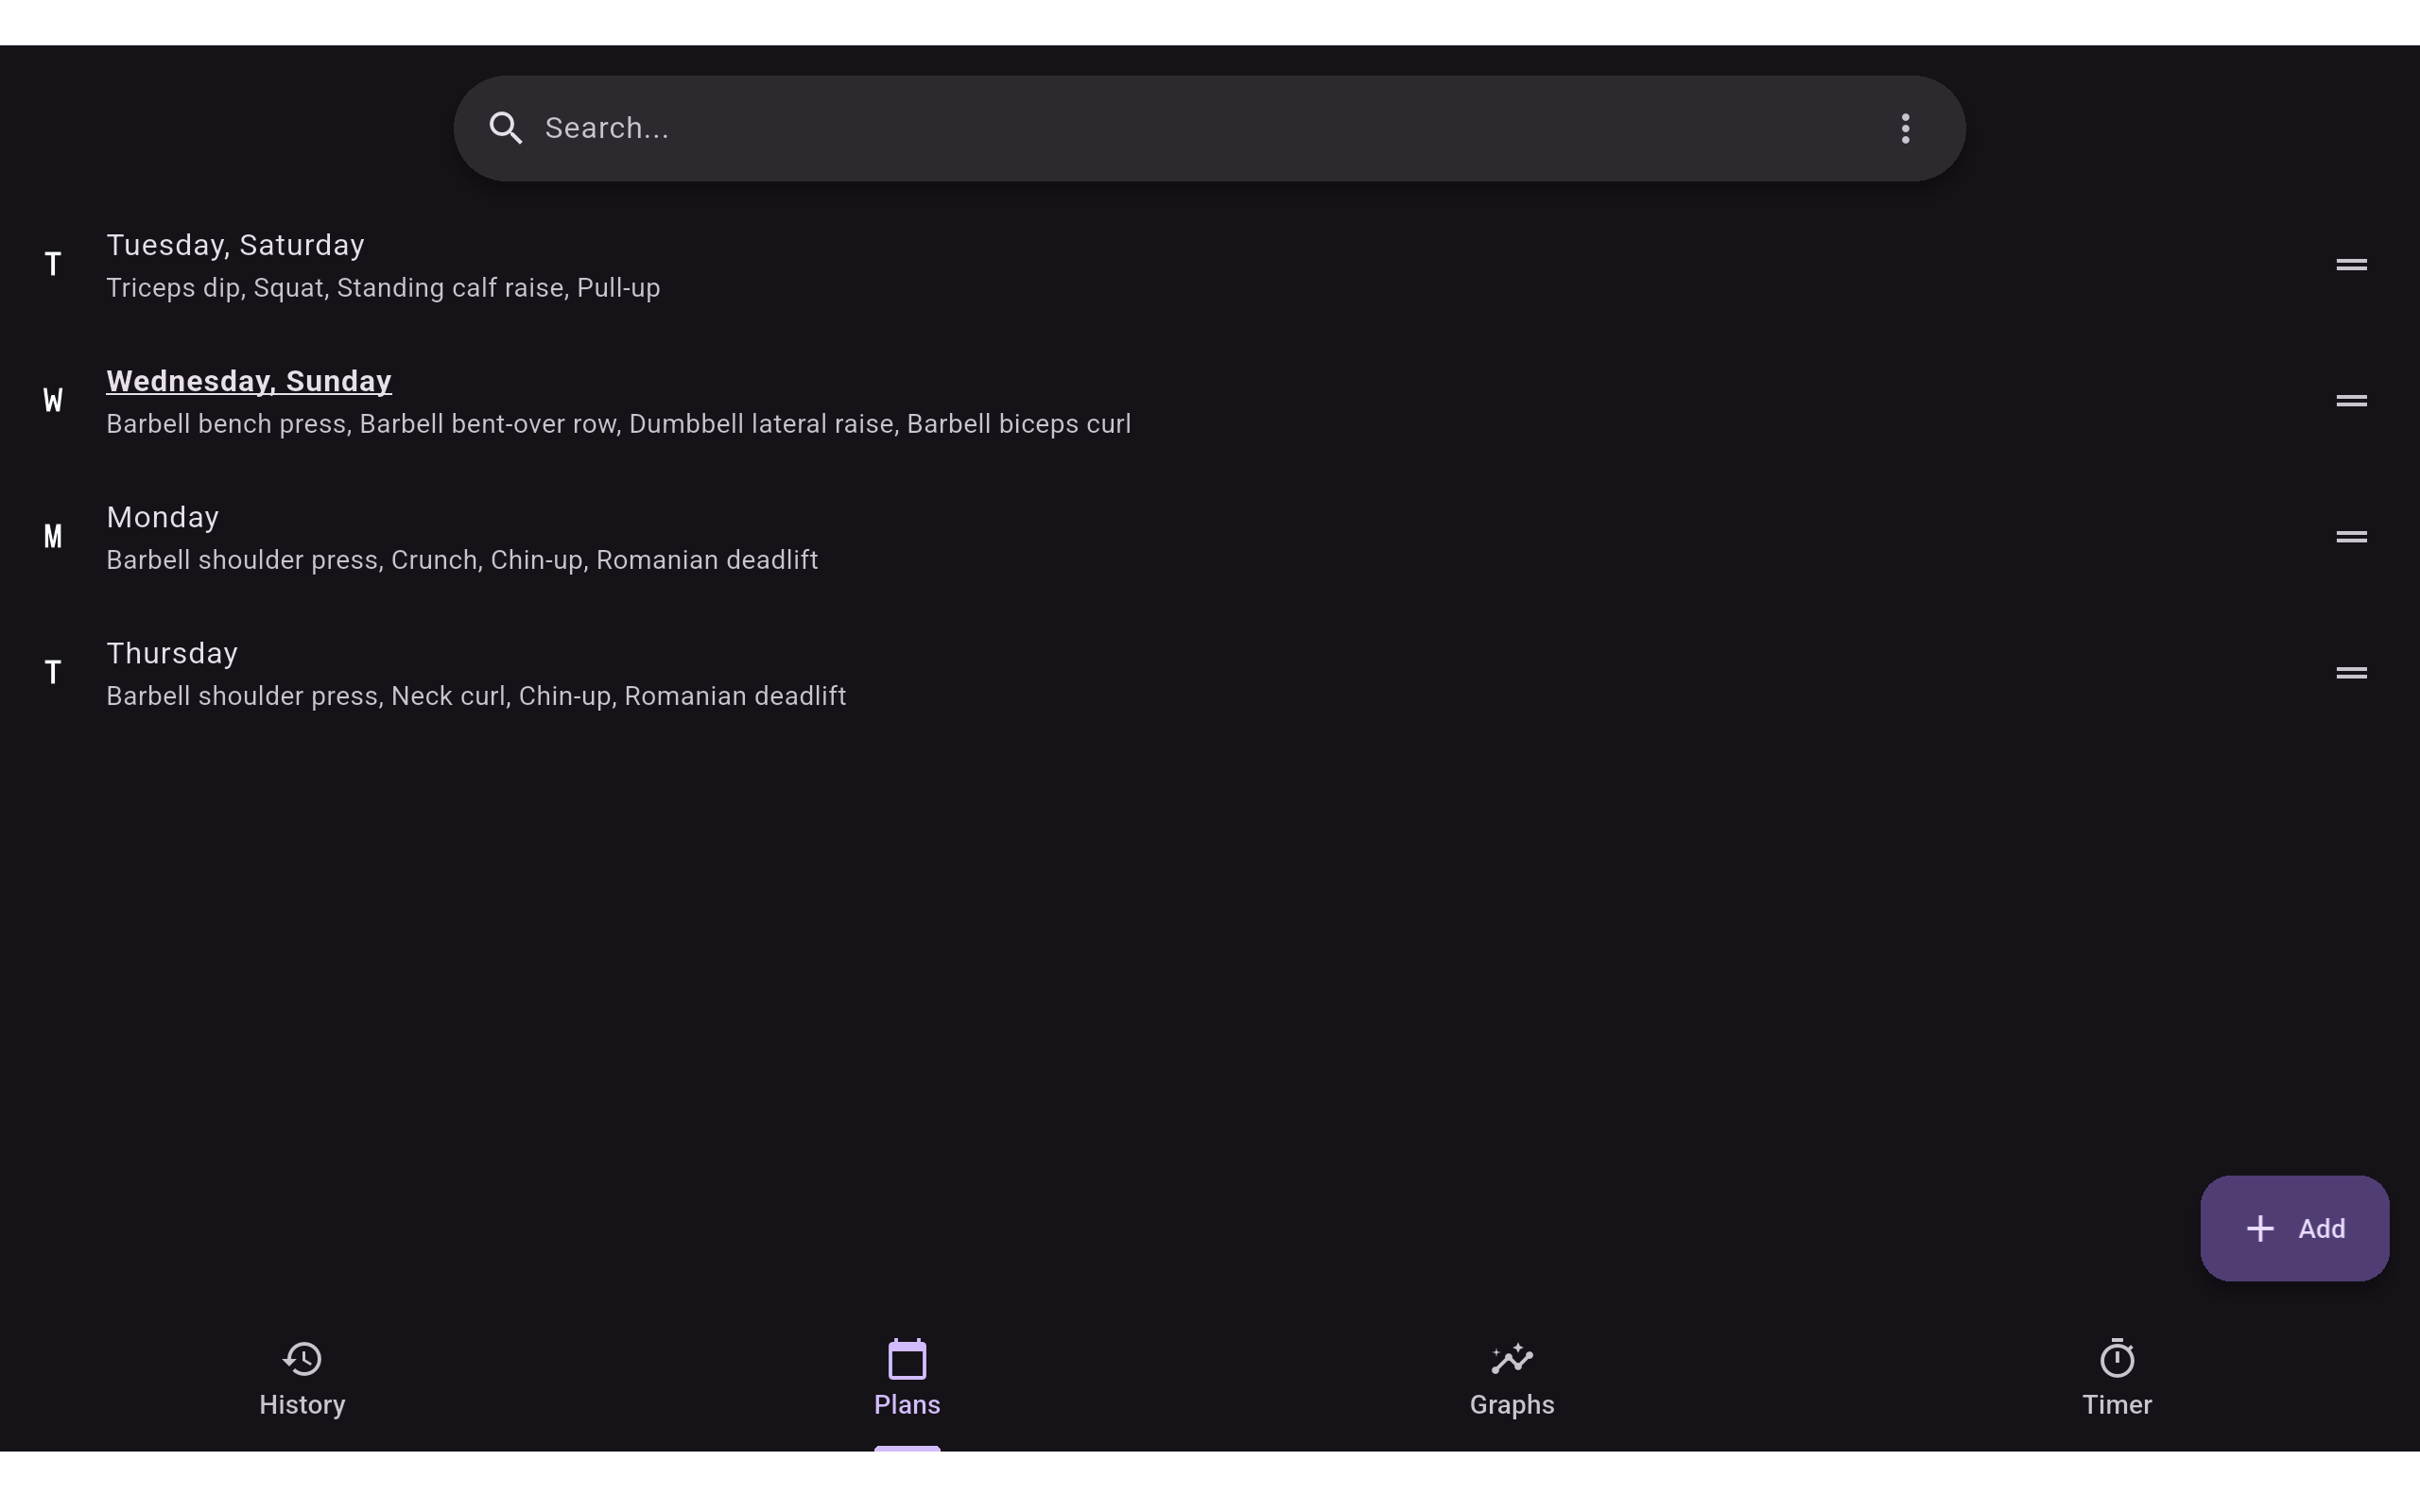 Search...
T
Tuesday, Saturday
Triceps dip, Squat, Standing calf raise, Pull-up
W
Wednesday, Sunday
Barbell bench press, Barbell bent-over row, Dumbbell lateral raise, Barbell biceps curl
M
Monday
Barbell shoulder press, Crunch, Chin-up, Romanian deadlift
T
Thursday
Barbell shoulder press, Neck curl, Chin-up, Romanian deadlift
Add
History
Plans
Graphs
Timer